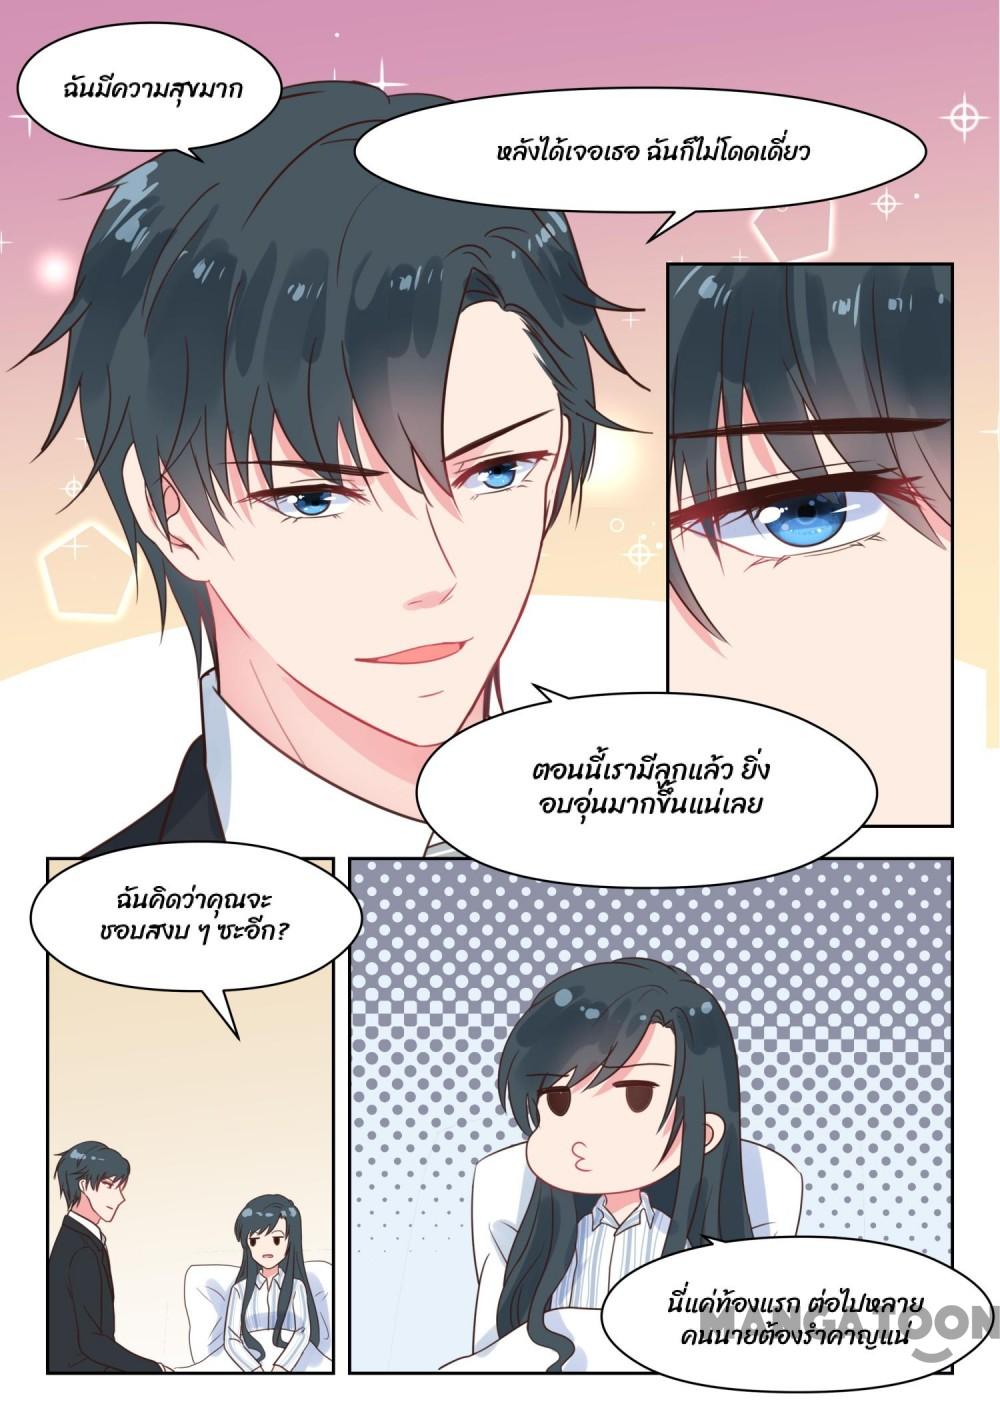 ฉันมีความสุขมาก
หลังได้เจอเธอ ฉันก็ไม่โดดเดี่ยว
ตอนนี้เรามีลูกแล้ว ยิ่ง
อบอุ่นมากขึ้นแน่เลย
ฉันคิดว่าคุณจะ
ชอบสงบ ๆ ซะอีก?
นี่แค่ท้องแรก ต่อไปหลาย
คนนายต้องรำคาญแน่
MANGATOON